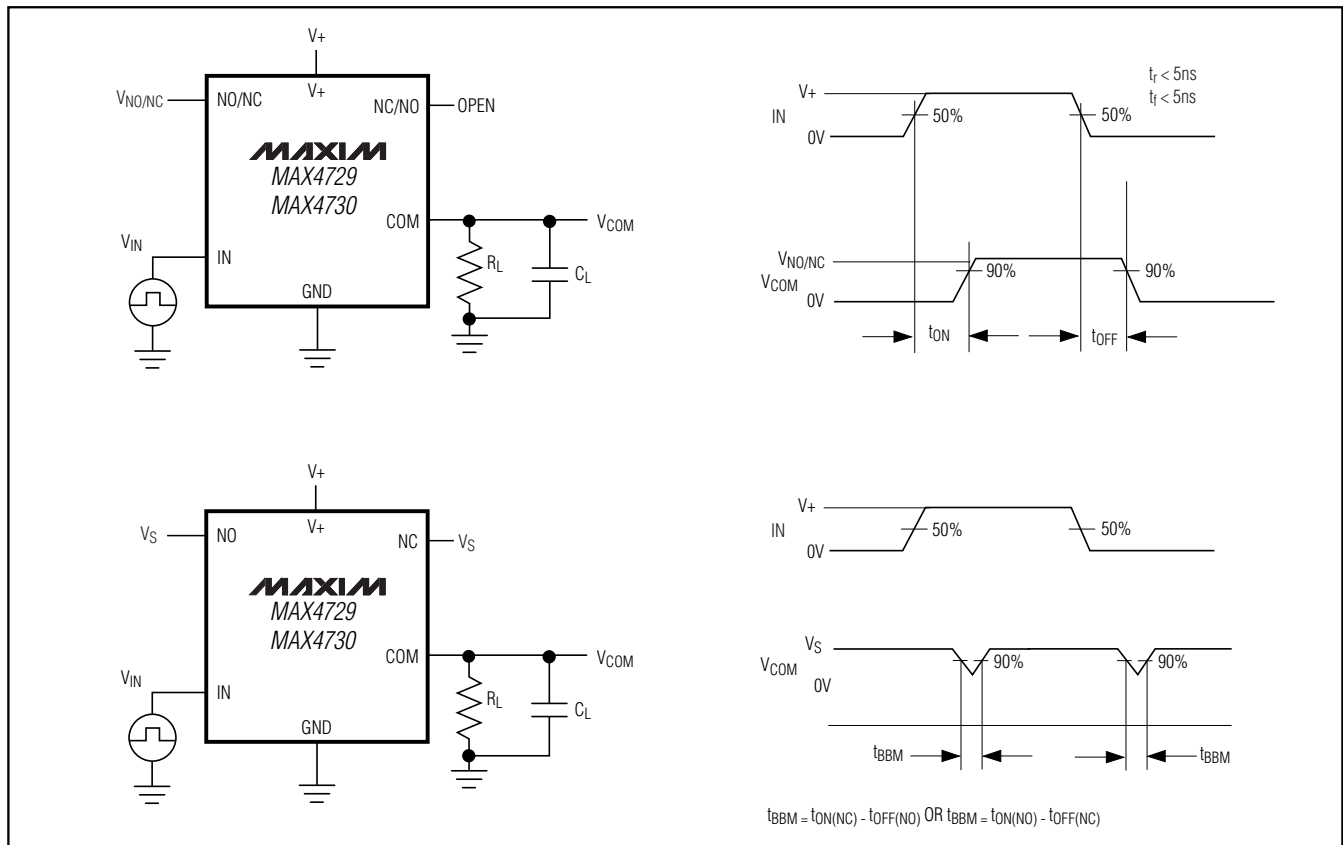 V+
V+
VNO/NC
NO/NC
NC/NO
OPEN
MAXIM
MAX4729
MAX4730
COM
VCOM
VIN
IN
RL
CL
GND
tr < 5ns
tf < 5ns
V+
IN
50%
50%
0V
VNO/NC
VCOM
90%
90%
0V
tON
tOFF
V+
V+
VS
NO
NC
VS
MAXIM
MAX4729
MAX4730
COM
VCOM
VIN
IN
RL
CL
GND
V+
IN
50%
50%
0V
VS
VCOM
90%
90%
0V
tBBM
tBBM
tBBM = tON(NC) - tOFF(NO) OR tBBM = tON(NO) - tOFF(NC)